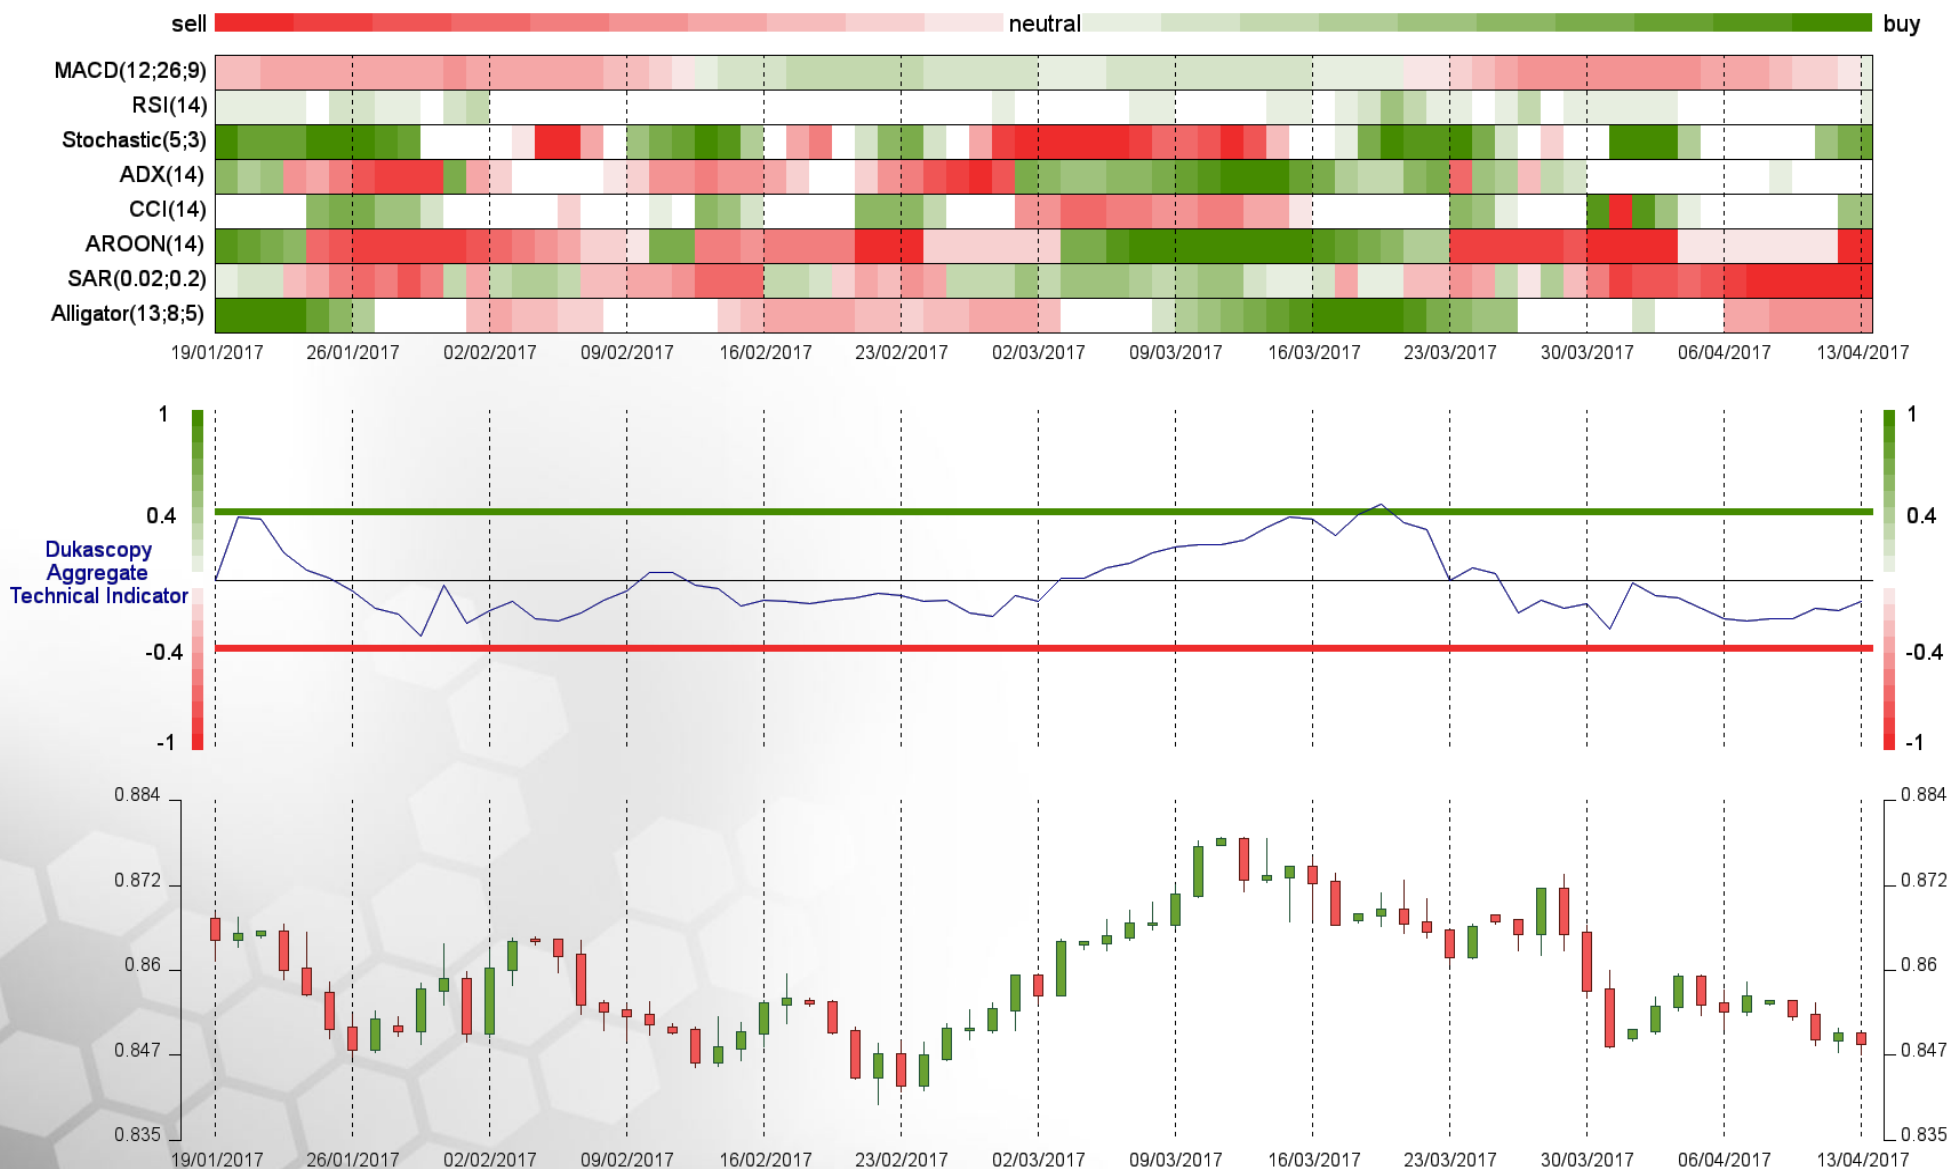 sell neutral buy
MACD(12;26;9)
RSI(14)
Stochastic(5;3)
ADX(14)
CCI(14)
AROON(14)
SAR(0.02;0.2)
Alligator(13;8;5)
19/01/2017 26/01/2017 02/02/2017 09/02/2017 16/02/2017 23/02/2017 02/03/2017 09/03/2017 16/03/2017 23/03/2017 30/03/2017 06/04/2017 13/04/2017
1 1
0.4 0.4
Dukascopy
Aggregate
Technical Indicator
-0.4 -0.4
-1 -1
0.884 0.884
0.872 0.872
0.86 0.86
0.847 0.847
0.835 0.835
19/01/2017 26/01/2017 02/02/2017 09/02/2017 16/02/2017 23/02/2017 02/03/2017 09/03/2017 16/03/2017 23/03/2017 30/03/2017 06/04/2017 13/04/2017